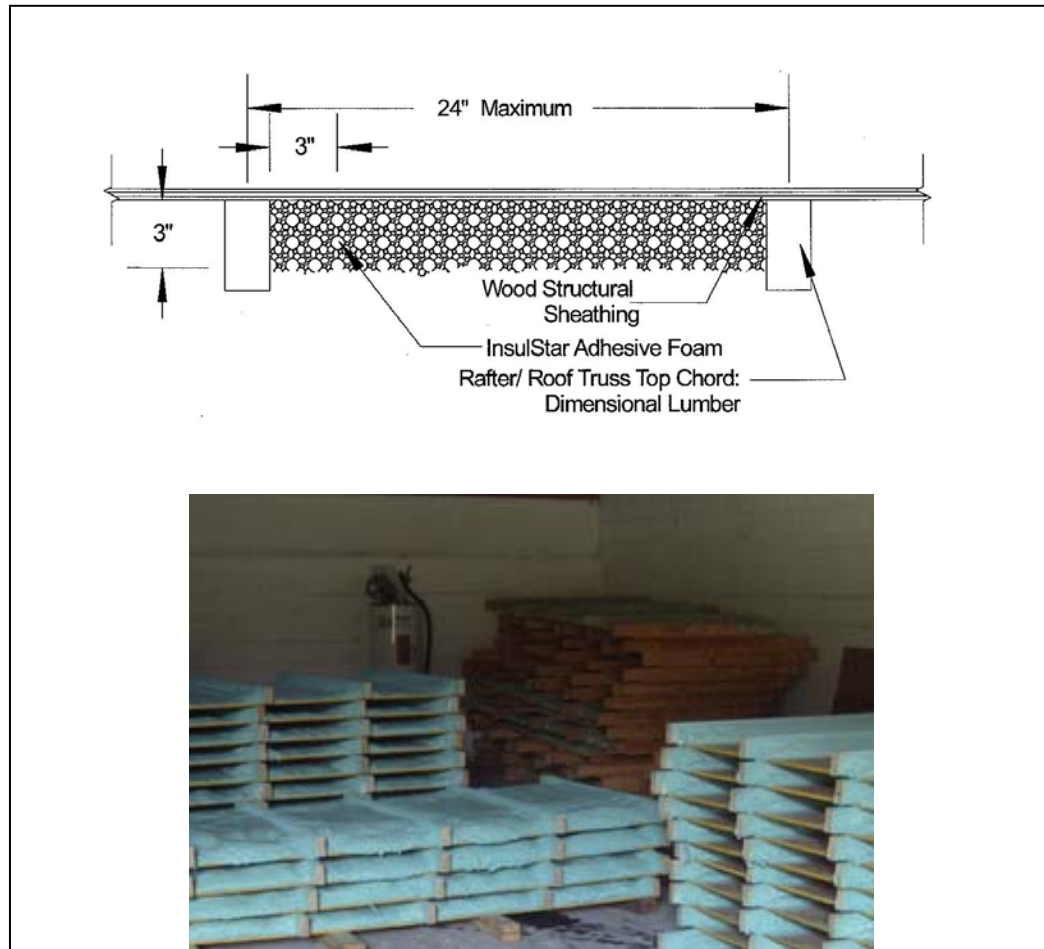 24" Maximum
3"
3"
Wood Structural
Sheathing
InsulStar Adhesive Foam
Rafter/ Roof Truss Top Chord:
Dimensional Lumber